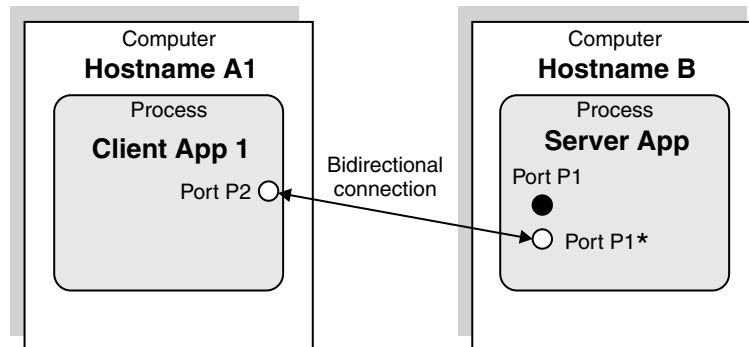 Computer
Hostname A1
Process
Client App 1
Port P2
Bidirectional
connection
Computer
Hostname B
Process
Server App
Port P1
Port P1*